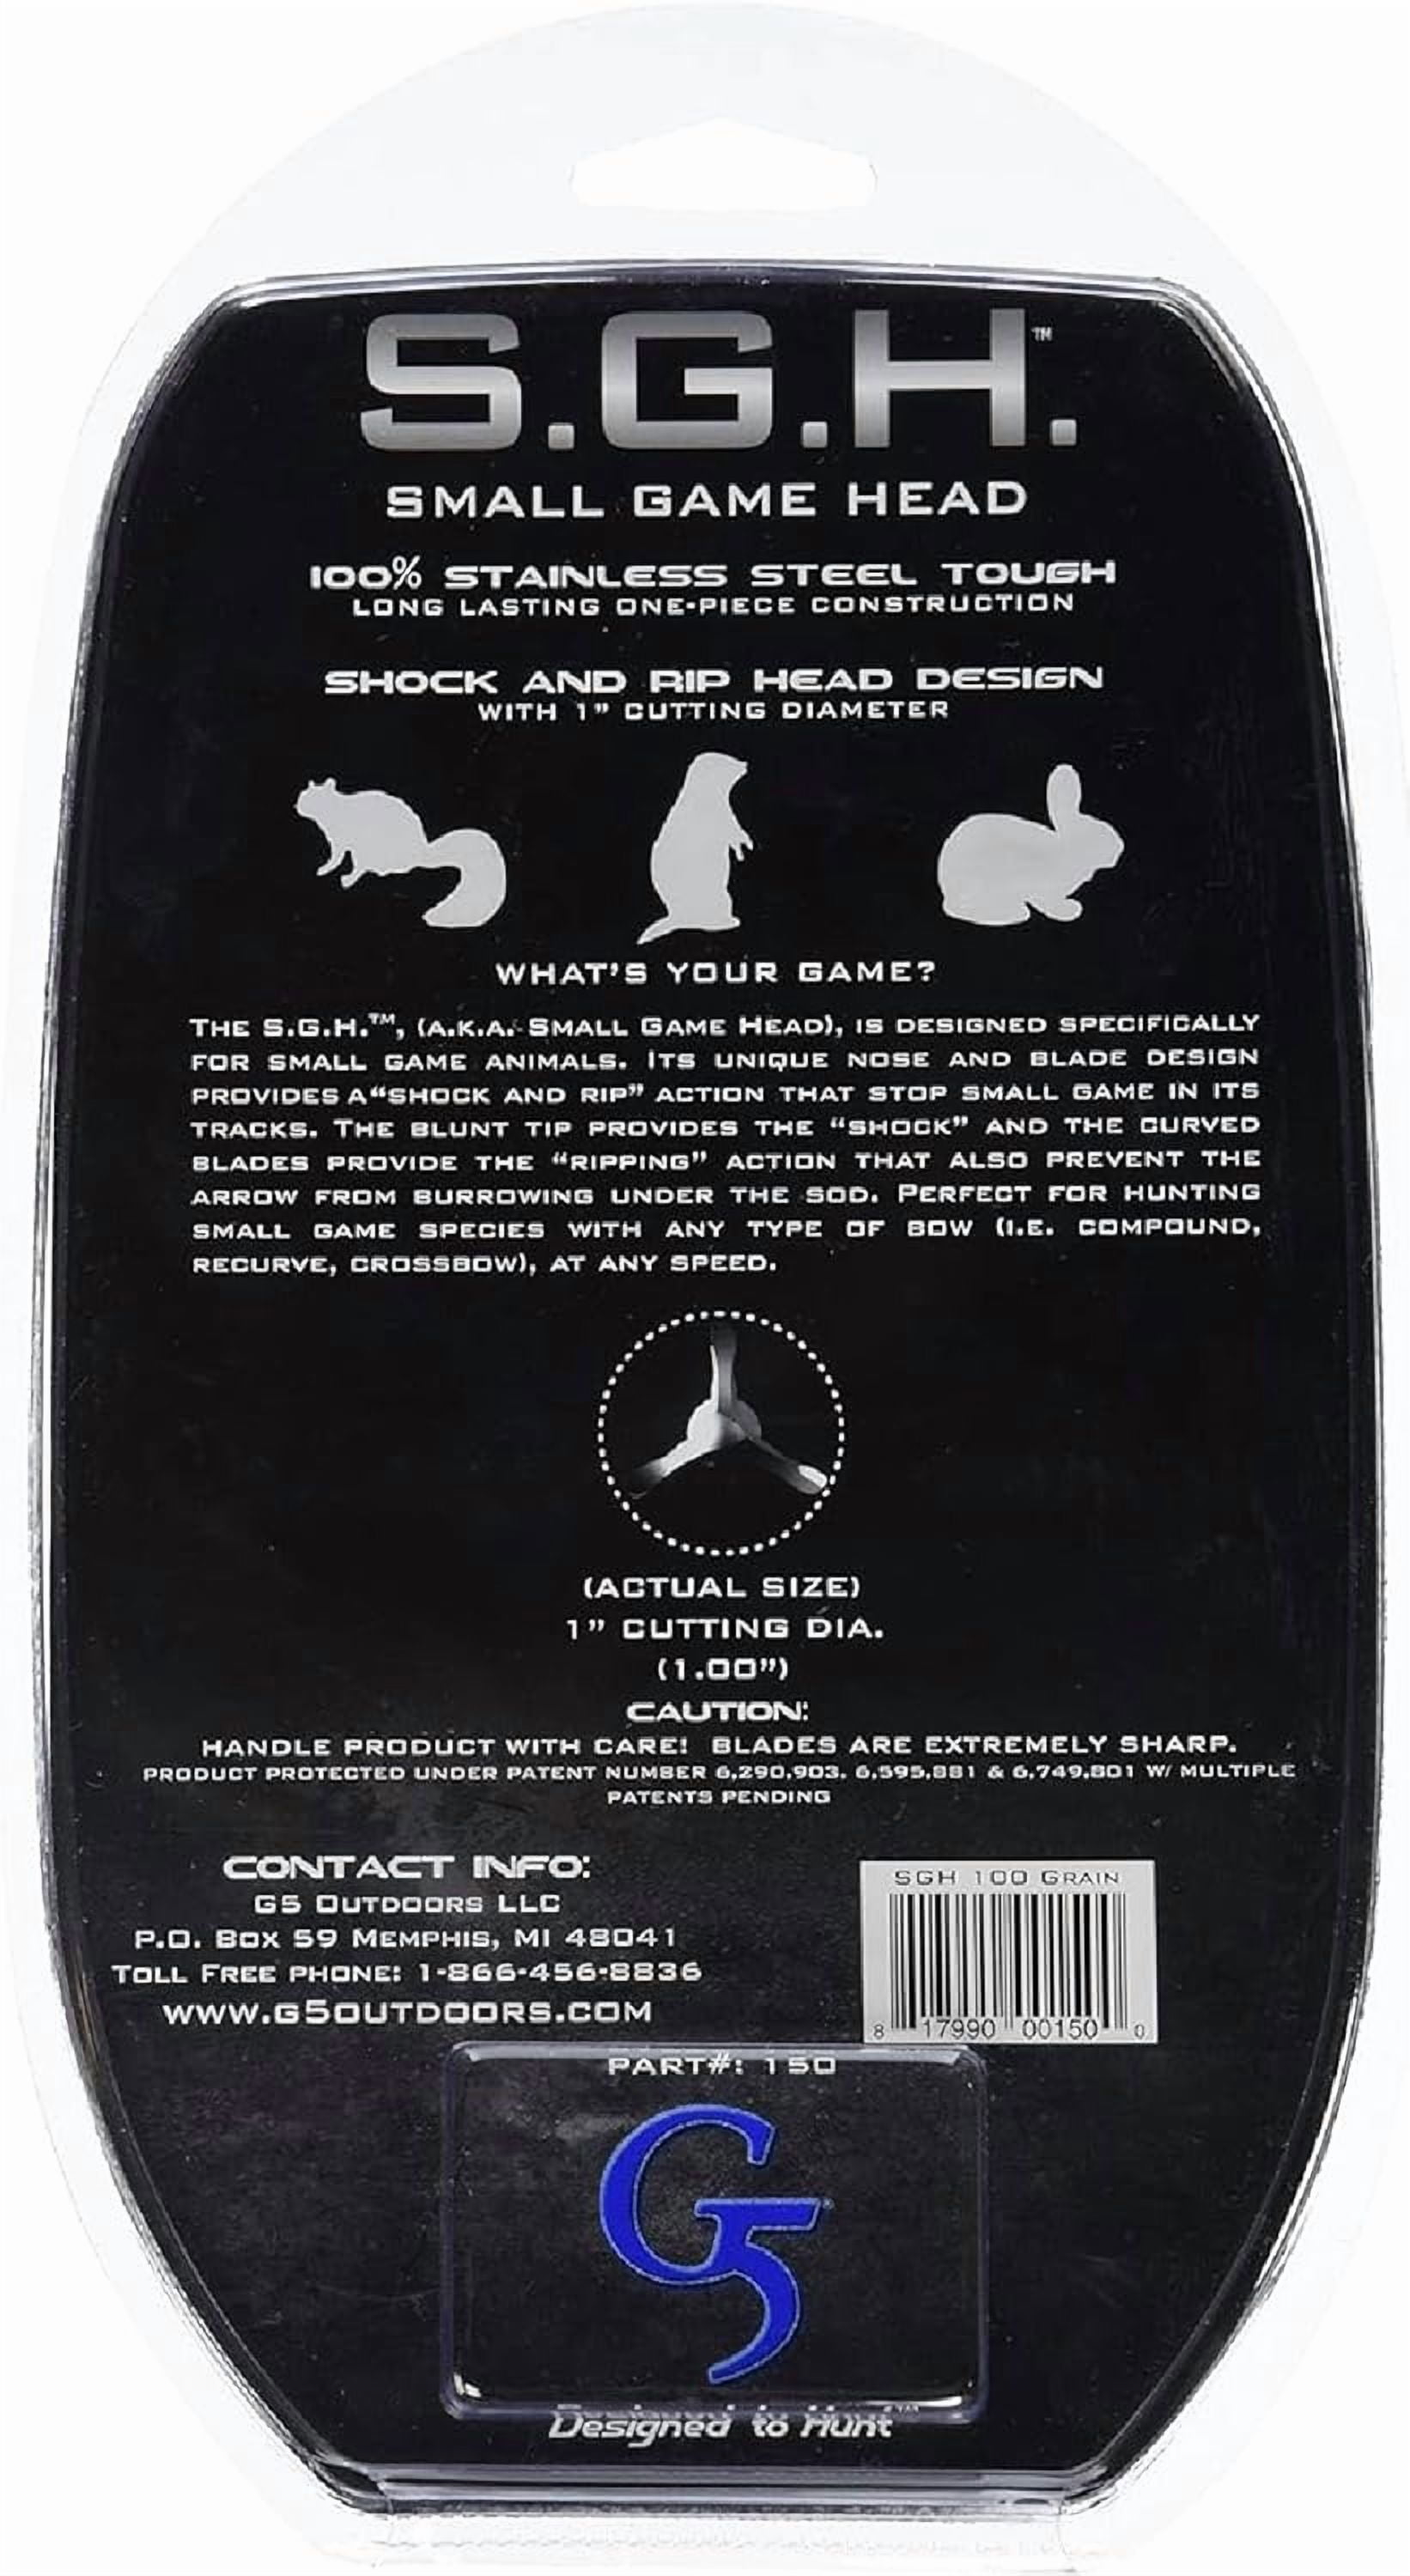 S.G.H.™
SMALL GAME HEAD
100% STAINLESS STEEL TOUGH
LONG LASTING ONE-PIECE CONSTRUCTION
SHOCK AND RIP HEAD DESIGN
WITH 1" CUTTING DIAMETER
WHAT'S YOUR GAME?
THE S.G.H.™, (A.K.A. SMALL GAME HEAD), IS DESIGNED SPECIFICALLY
FOR SMALL GAME ANIMALS. ITS UNIQUE NOSE AND BLADE DESIGN
PROVIDES A "SHOCK AND RIP" ACTION THAT STOP SMALL GAME IN ITS
TRACKS. THE BLUNT TIP PROVIDES THE "SHOCK" AND THE CURVED
BLADES PROVIDE THE "RIPPING" ACTION THAT ALSO PREVENT THE
ARROW FROM BURROWING UNDER THE SOD. PERFECT FOR HUNTING
SMALL GAME SPECIES WITH ANY TYPE OF BOW (I.E. COMPOUND,
RECURVE, CROSSBOW), AT ANY SPEED.
(ACTUAL SIZE)
1" CUTTING DIA.
(1.00")
CAUTION:
HANDLE PRODUCT WITH CARE! BLADES ARE EXTREMELY SHARP.
PRODUCT PROTECTED UNDER PATENT NUMBER 6,290,903, 6,595,881 & 6,749,801 W/ MULTIPLE
PATENTS PENDING
CONTACT INFO:
G5 OUTDOORS LLC
P.O. BOX 59 MEMPHIS, MI 48041
TOLL FREE PHONE: 1-866-456-8836
WWW.G5OUTDOORS.COM
SGH 100 GRAIN
8 17990 00150 0
PART#: 150
G5
Designed to Hunt™